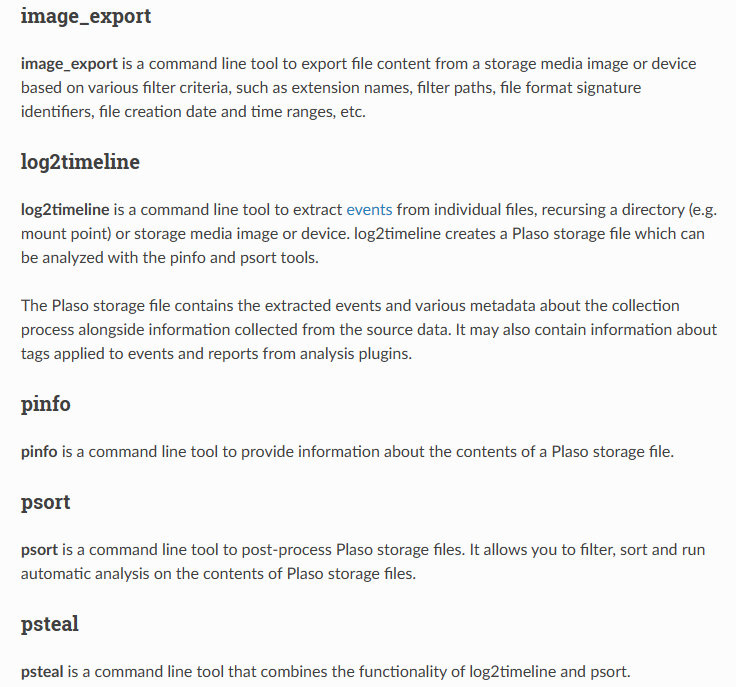 image_export
image_export is a command line tool to export file content from a storage media image or device
based on various filter criteria, such as extension names, filter paths, file format signature
identifiers, file creation date and time ranges, etc.
log2timeline
log2timeline is a command line tool to extract events from individual files, recursing a directory (e.g.
mount point) or storage media image or device. log2timeline creates a Plaso storage file which can
be analyzed with the pinfo and psort tools.
The Plaso storage file contains the extracted events and various metadata about the collection
process alongside information collected from the source data. It may also contain information about
tags applied to events and reports from analysis plugins.
pinfo
pinfo is a command line tool to provide information about the contents of a Plaso storage file.
psort
psort is a command line tool to post-process Plaso storage files. It allows you to filter, sort and run
automatic analysis on the contents of Plaso storage files.
psteal
psteal is a command line tool that combines the functionality of log2timeline and psort.